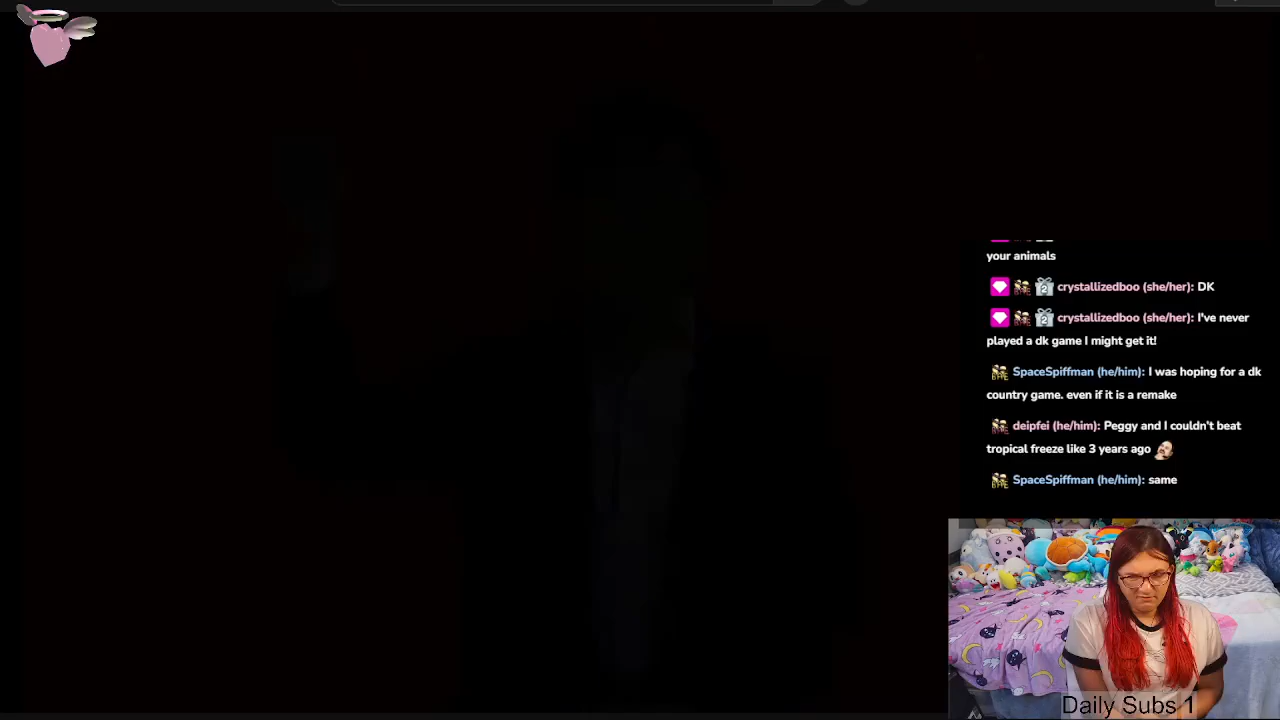 your animals
crystallizedboo (she/her): DK
crystallizedboo (she/her): I've never
played a dk game I might get it!
SpaceSpiffman (he/him): I was hoping for a dk
country game. even if it is a remake
deipfei (he/him): Peggy and I couldn't beat
tropical freeze like 3 years ago
SpaceSpiffman (he/him): same
Daily Subs 1